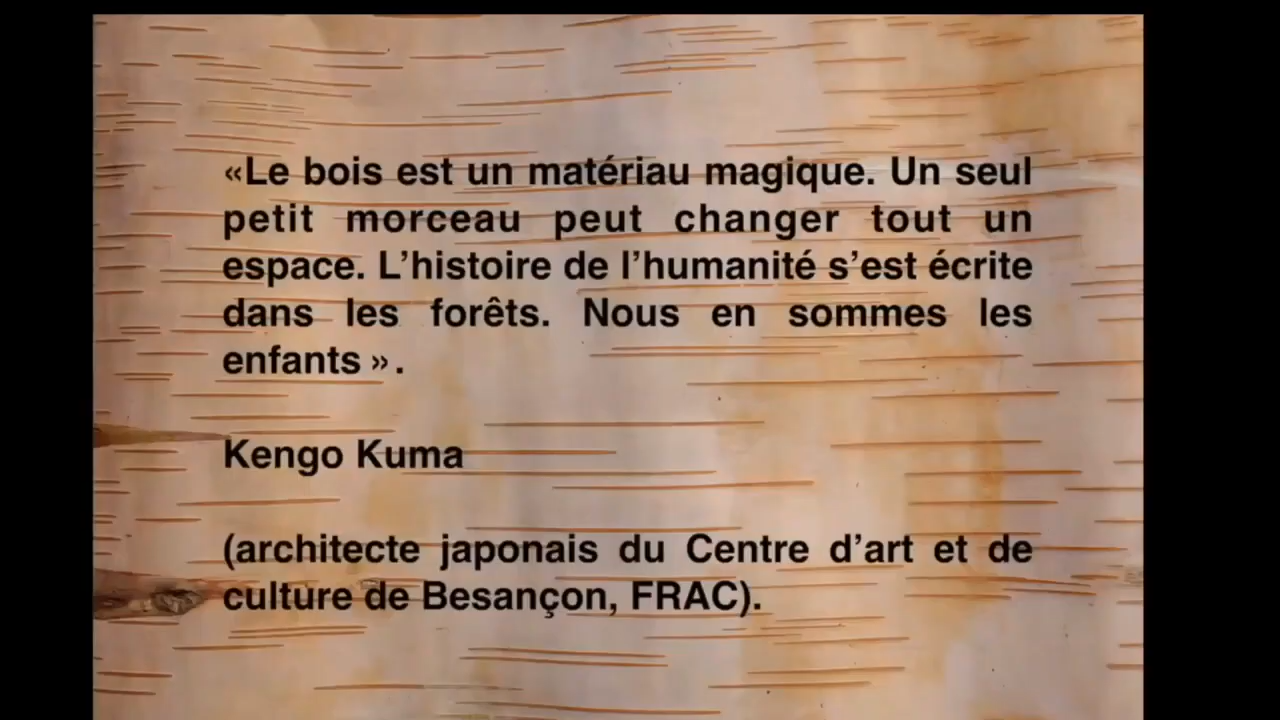 «Le bois est un matériau magique. Un seul
petit morceau peut changer tout un
espace. L’histoire de l’humanité s’est écrite
dans les forêts. Nous en sommes les
enfants ».
Kengo Kuma
(architecte japonais du Centre d’art et de
culture de Besançon, FRAC).